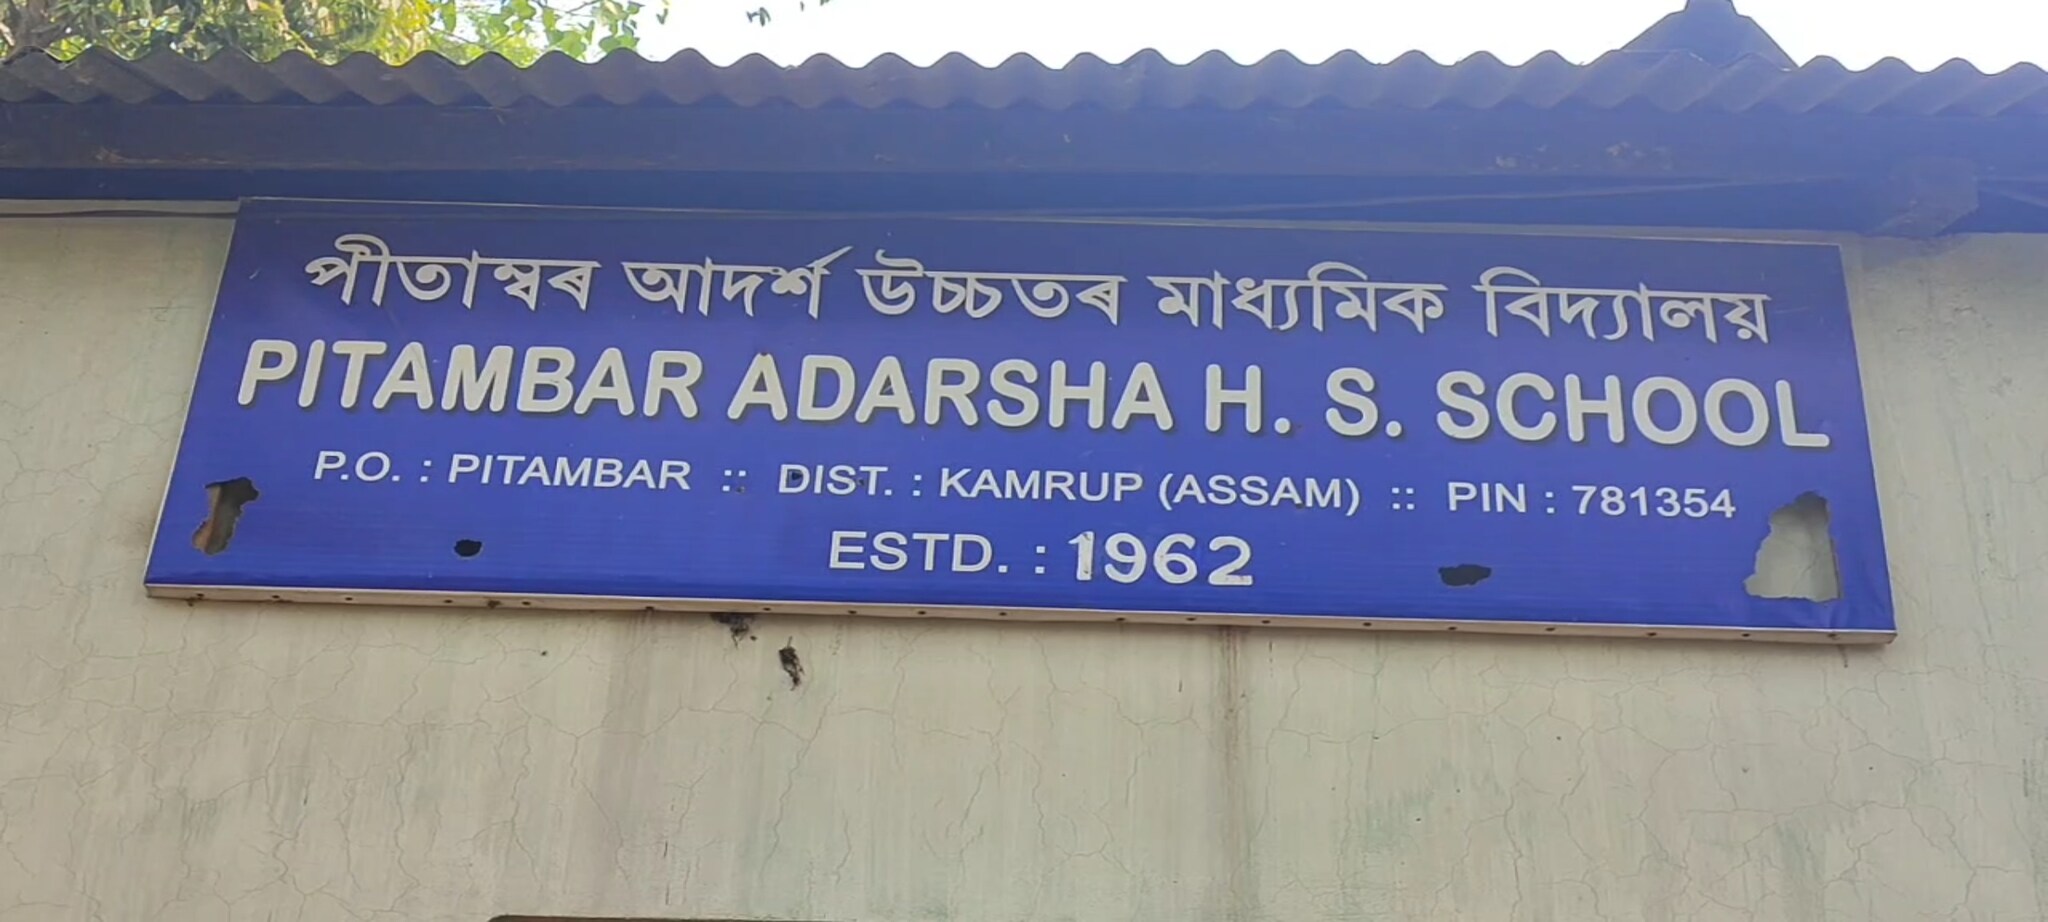 পীতাম্বৰ আদৰ্শ উচ্চতৰ মাধ্যমিক বিদ্যালয়
PITAMBAR ADARSHA H. S. SCHOOL
P.O. : PITAMBAR :: DIST. : KAMRUP (ASSAM) :: PIN : 781354
ESTD. : 1962